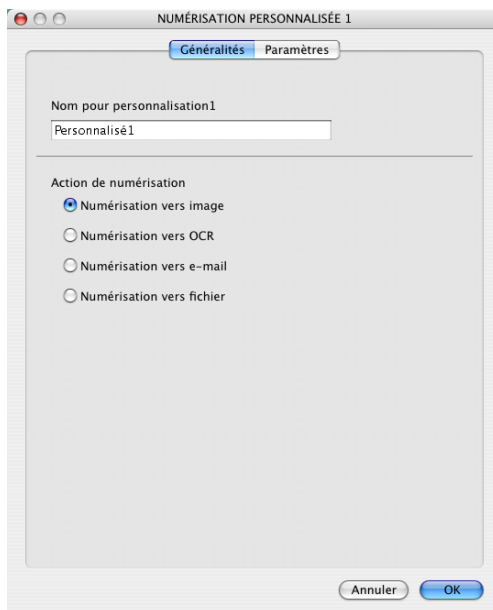 NUMÉRISATION PERSONNALISÉE 1
Généralités Paramètres
Nom pour personnalisation1
Personnalisé1
Action de numérisation
Numérisation vers image
Numérisation vers OCR
Numérisation vers e-mail
Numérisation vers fichier
Annuler OK